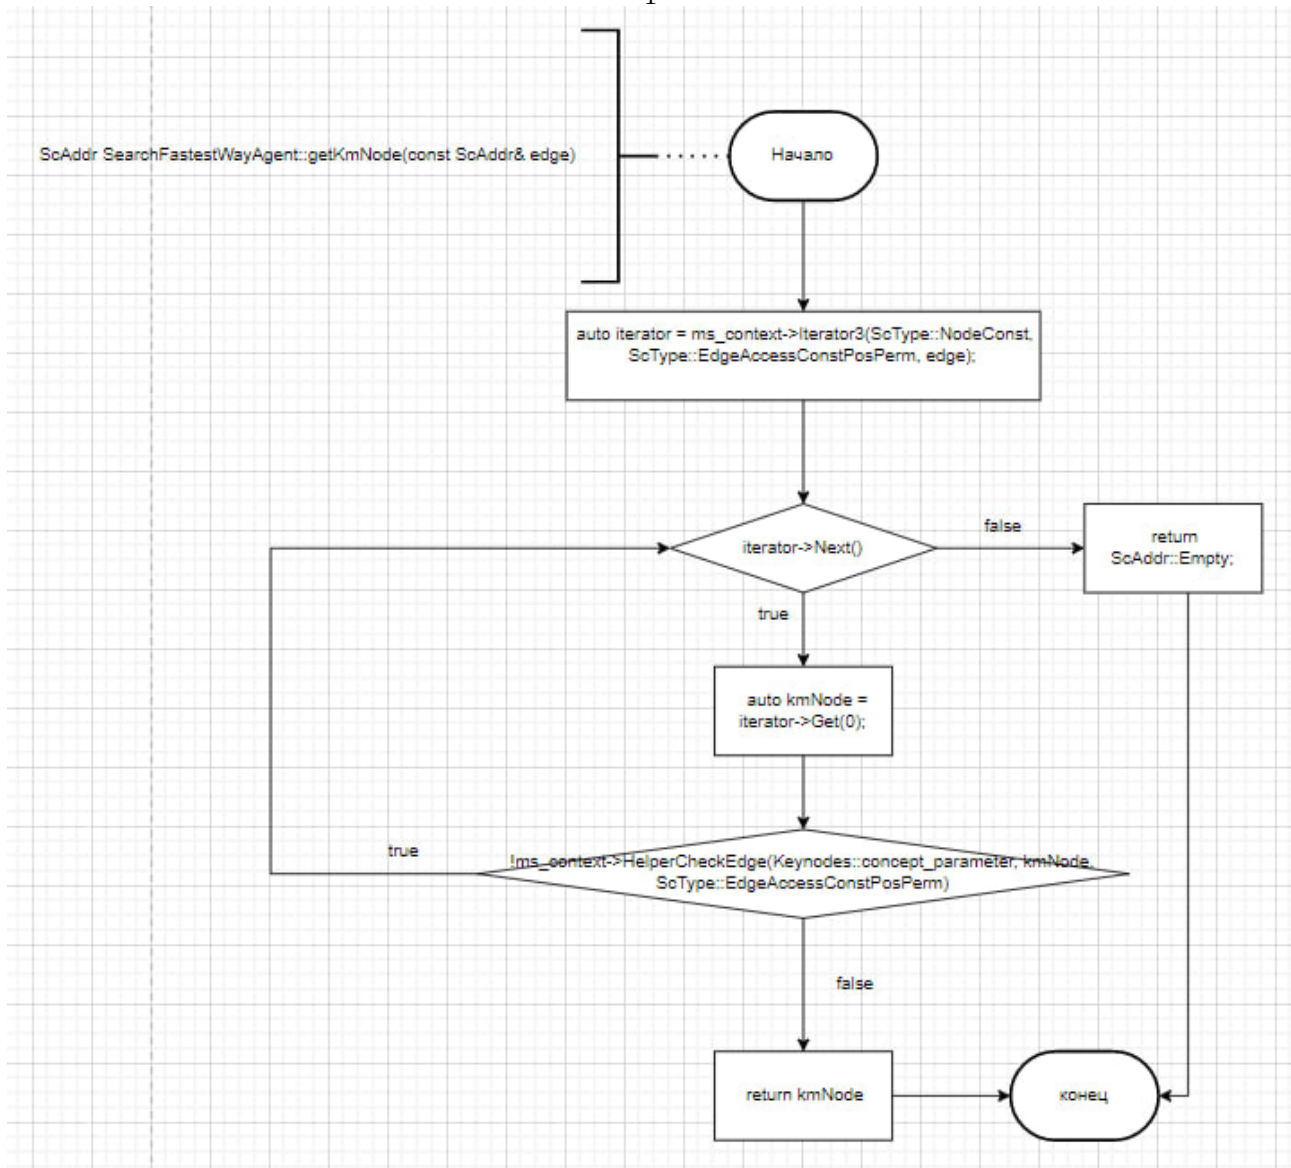 1
ScAddr SearchFastestWayAgent::getKmNode(const ScAddr& edge)
Начало
auto iterator = ms_context->Iterator3(ScType::NodeConst,
ScType::EdgeAccessConstPosPerm, edge);
iterator->Next()
false
return
ScAddr::Empty;
true
auto kmNode =
iterator->Get(0);
true
!ms_context->HelperCheckEdge(Keynodes::concept_parameter, kmNode,
ScType::EdgeAccessConstPosPerm)
false
return kmNode
конец